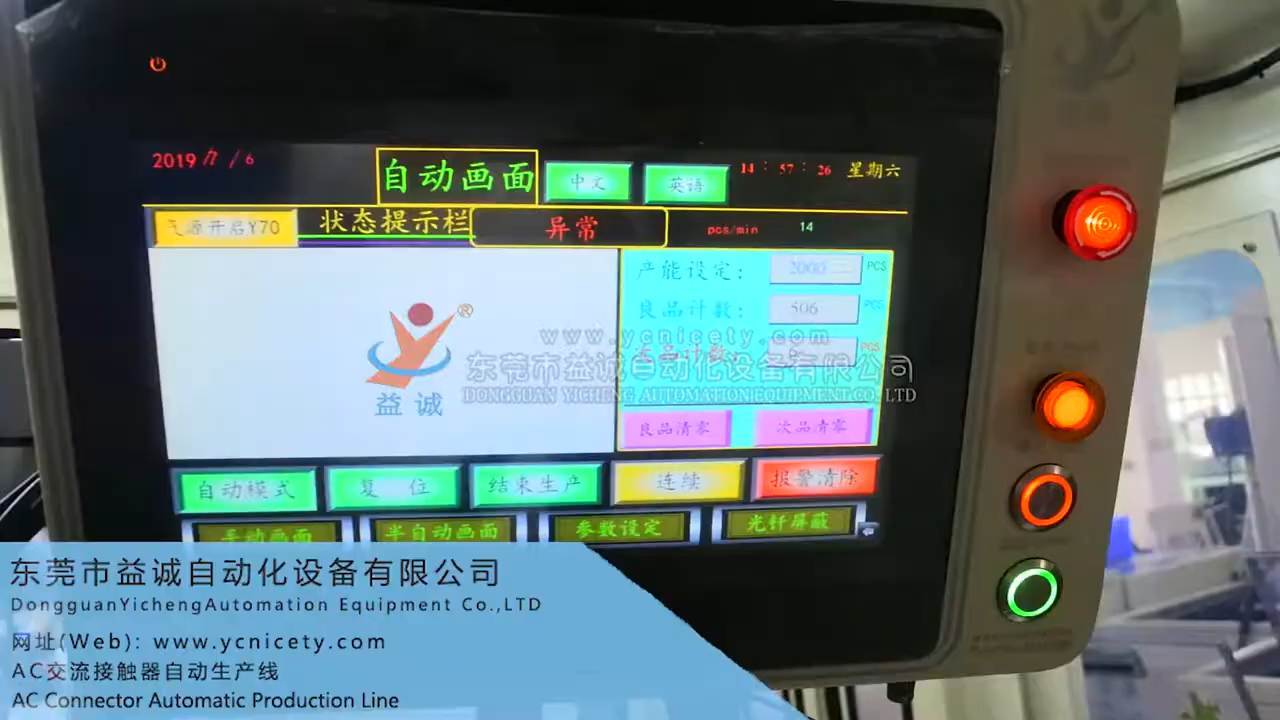 2019 / 6
自动画面
中文
英语
14 : 57 : 26 星期六
气源开启Y70
状态提示栏
异常
pcs/min 14
产能设定: 2000 PCS
良品计数: 506 PCS
次品计数: PCS
www.ycnicety.com
东莞市益诚自动化设备有限公司
DONGGUAN YICHENG AUTOMATION EQUIPMENT CO., LTD
®
益诚
良品清零 次品清零
自动模式 复 位 结束生产 连续 报警清除
手动画面 半自动画面 参数设定 光钎屏蔽
东莞市益诚自动化设备有限公司
DongguanYichengAutomation Equipment Co.,LTD
网址(Web): www.ycnicety.com
AC交流接触器自动生产线
AC Connector Automatic Production Line